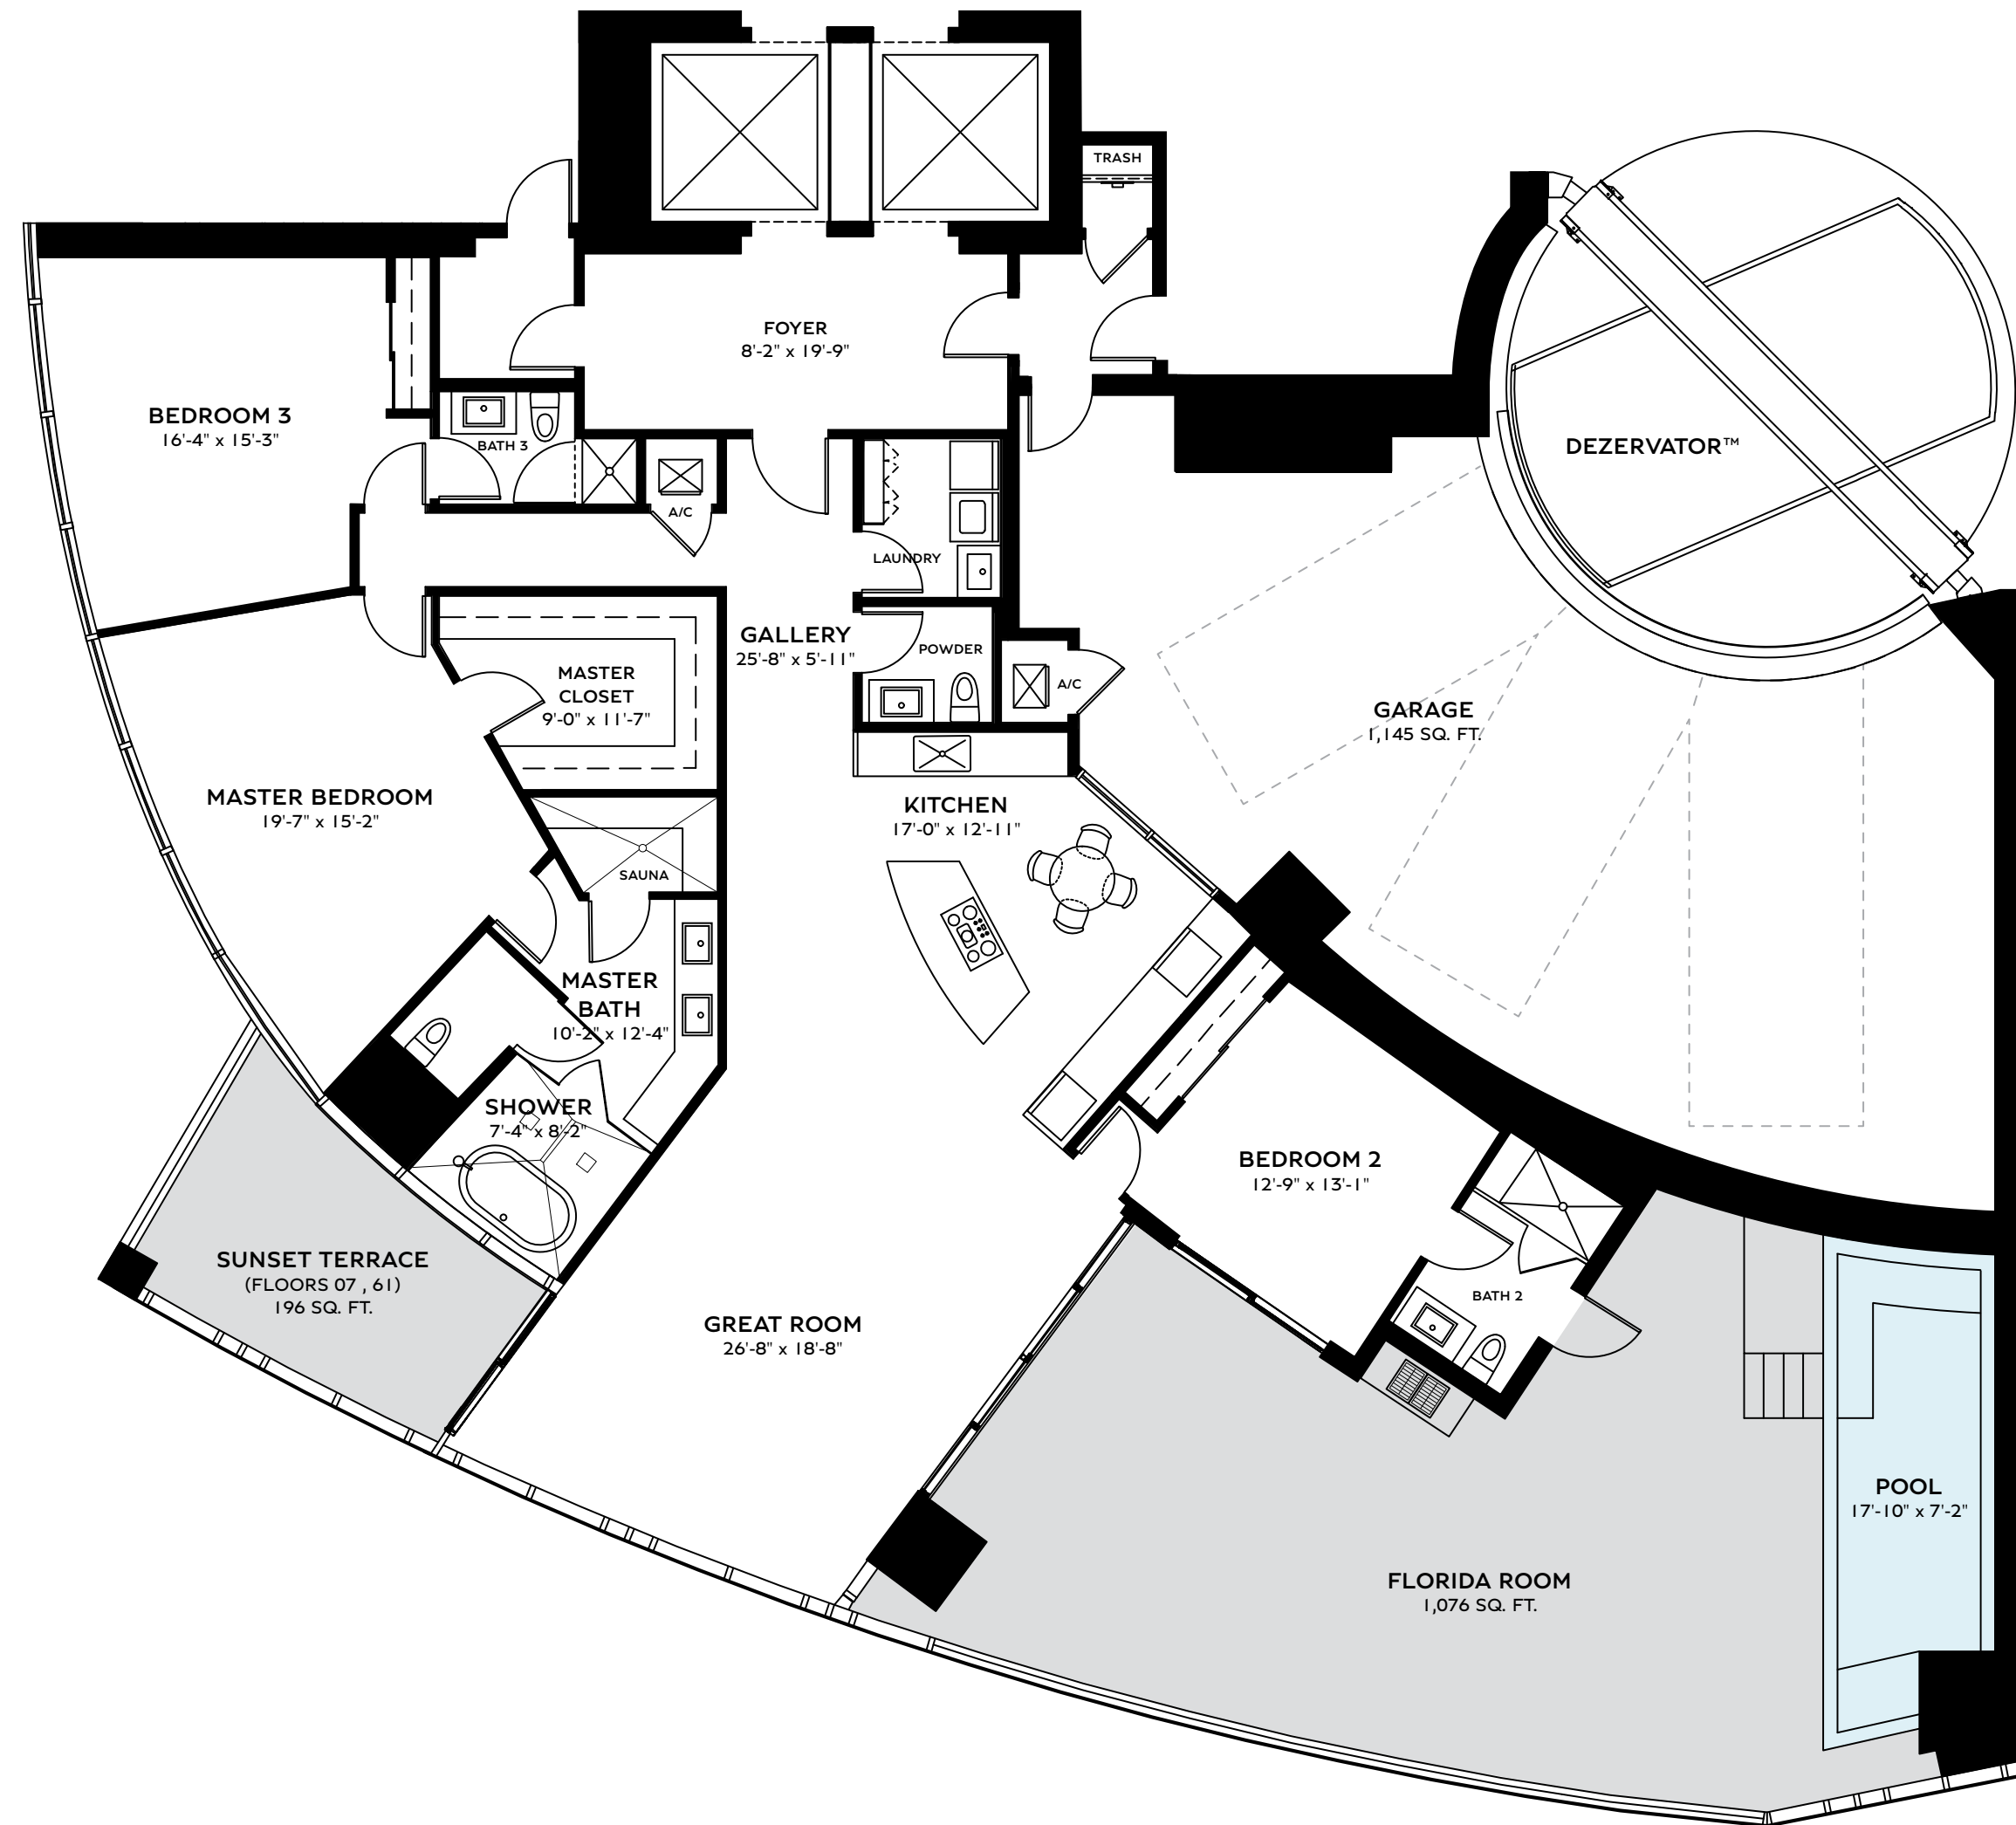 TRASH
FOYER
8'-2" x 19'-9"
BEDROOM 3
16'-4" x 15'-3"
BATH 3
DEZERVATOR™
A/C
LAUNDRY
GALLERY
25'-8" x 5'-11"
POWDER
MASTER
CLOSET
9'-0" x 11'-7"
A/C
GARAGE
1,145 SQ. FT.
MASTER BEDROOM
19'-7" x 15'-2"
KITCHEN
17'-0" x 12'-11"
SAUNA
MASTER
BATH
10'-2" x 12'-4"
SHOWER
7'-4" x 8'-2"
BEDROOM 2
12'-9" x 13'-1"
SUNSET TERRACE
(FLOORS 07 , 61)
196 SQ. FT.
BATH 2
GREAT ROOM
26'-8" x 18'-8"
POOL
17'-10" x 7'-2"
FLORIDA ROOM
1,076 SQ. FT.